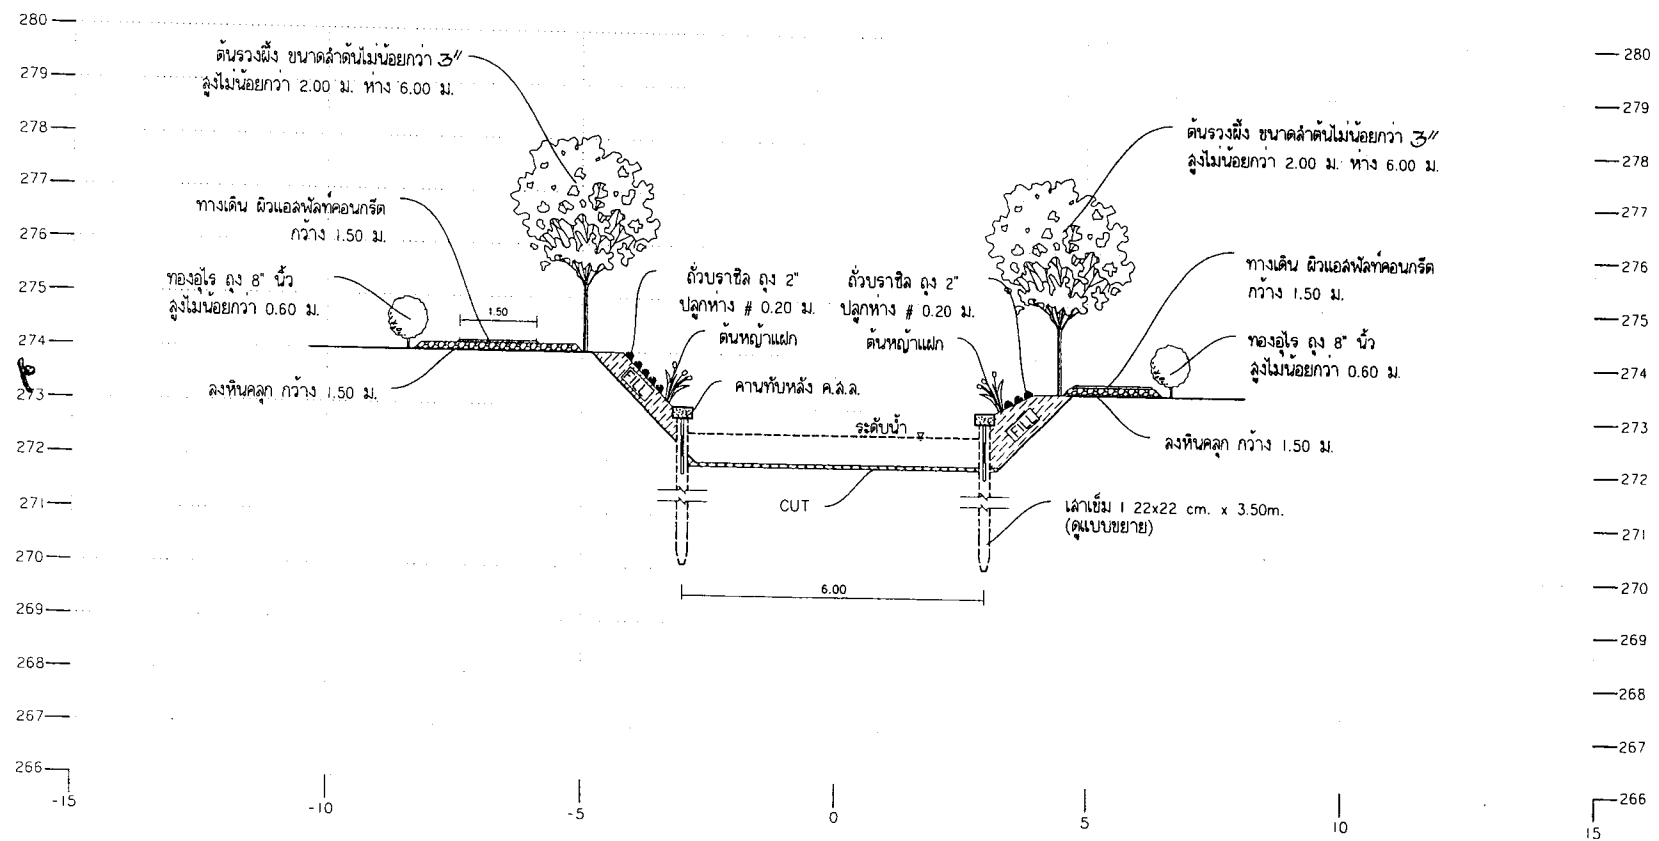 280
279
278
277
276
275
274
273
272
271
270
269
268
267
266
ต้นรวงผึ้ง ขนาดลำต้นไม่น้อยกว่า 3"
สูงไม่น้อยกว่า 2.00 ม. ห่าง 6.00 ม.
ทางเดิน ผิวแอสฟัลท์คอนกรีต
กว้าง 1.50 ม.
ทองอุไร ถุง 8" นิ้ว
สูงไม่น้อยกว่า 0.60 ม.
1.50
ลงหินคลุก กว้าง 1.50 ม.
ถั่วบราซิล ถุง 2"
ปลูกห่าง # 0.20 ม.
ต้นหญ้าแฝก
คานทับหลัง ค.ส.ล.
FILL
ระดับน้ำ
CUT
6.00
ถั่วบราซิล ถุง 2"
ปลูกห่าง # 0.20 ม.
ต้นหญ้าแฝก
FILL
ต้นรวงผึ้ง ขนาดลำต้นไม่น้อยกว่า 3"
สูงไม่น้อยกว่า 2.00 ม. ห่าง 6.00 ม.
ทางเดิน ผิวแอสฟัลท์คอนกรีต
กว้าง 1.50 ม.
ทองอุไร ถุง 8" นิ้ว
สูงไม่น้อยกว่า 0.60 ม.
ลงหินคลุก กว้าง 1.50 ม.
เสาเข็ม I 22x22 cm. x 3.50m.
(ดูแบบขยาย)
280
279
278
277
276
275
274
273
272
271
270
269
268
267
266
-15
-10
-5
0
5
10
15